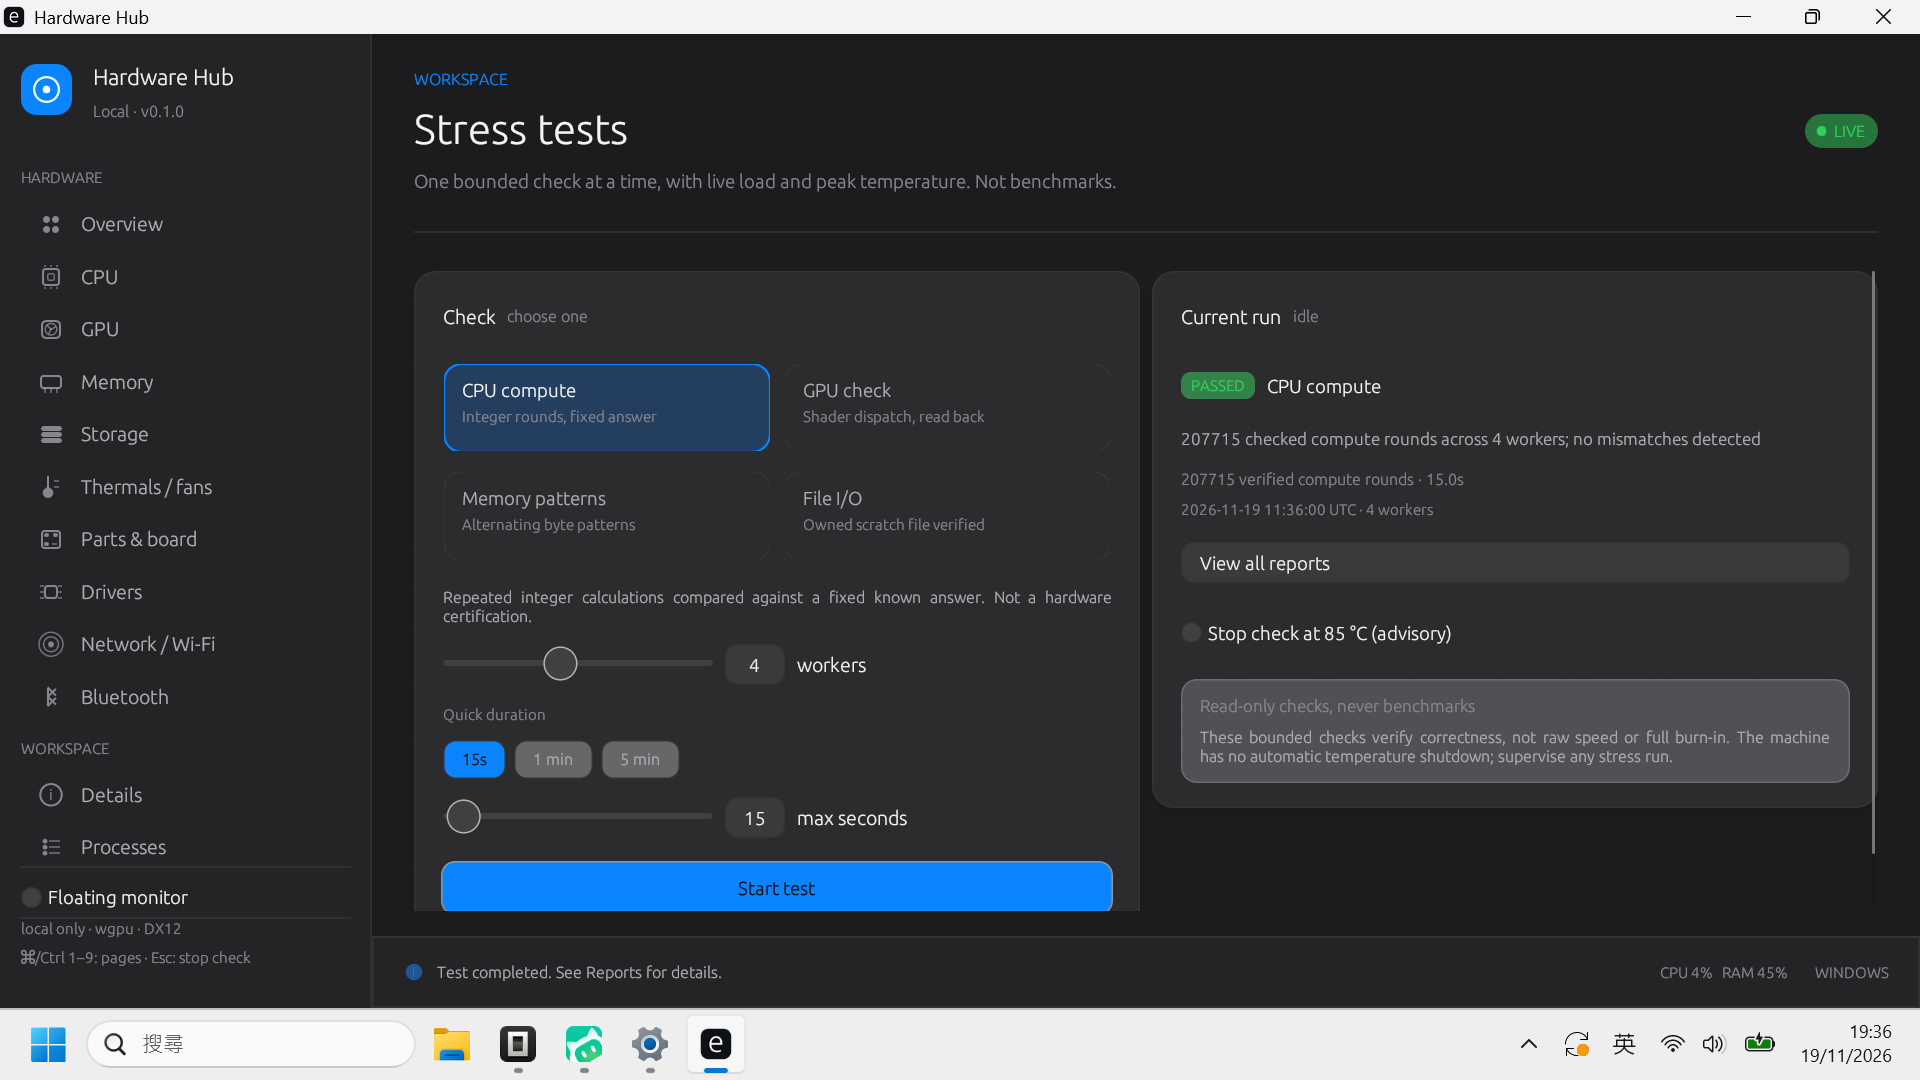 Hardware Hub
Hardware Hub
Local · v0.1.0
HARDWARE
Overview
CPU
GPU
Memory
Storage
Thermals / fans
Parts & board
Drivers
Network / Wi-Fi
Bluetooth
WORKSPACE
Details
Processes
Floating monitor
local only · wgpu · DX12
⌘/Ctrl 1–9: pages · Esc: stop check
WORKSPACE
Stress tests
LIVE
One bounded check at a time, with live load and peak temperature. Not benchmarks.
Check choose one
CPU compute
Integer rounds, fixed answer
GPU check
Shader dispatch, read back
Memory patterns
Alternating byte patterns
File I/O
Owned scratch file verified
Repeated integer calculations compared against a fixed known answer. Not a hardware
certification.
4 workers
Quick duration
15s 1 min 5 min
15 max seconds
Start test
Current run idle
PASSED CPU compute
207715 checked compute rounds across 4 workers; no mismatches detected
207715 verified compute rounds · 15.0s
2026-11-19 11:36:00 UTC · 4 workers
View all reports
Stop check at 85 °C (advisory)
Read-only checks, never benchmarks
These bounded checks verify correctness, not raw speed or full burn-in. The machine
has no automatic temperature shutdown; supervise any stress run.
Test completed. See Reports for details.
CPU 4% RAM 45% WINDOWS
搜尋
英
19:36
19/11/2026